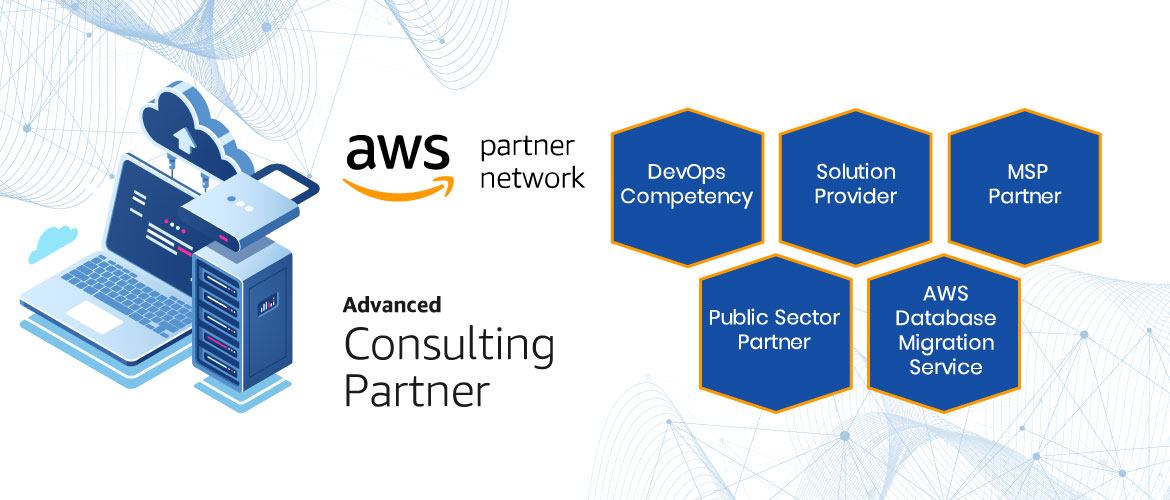 aws
partner
network
Advanced
Consulting
Partner
DevOps
Competency
Solution
Provider
MSP
Partner
Public Sector
Partner
AWS
Database
Migration
Service